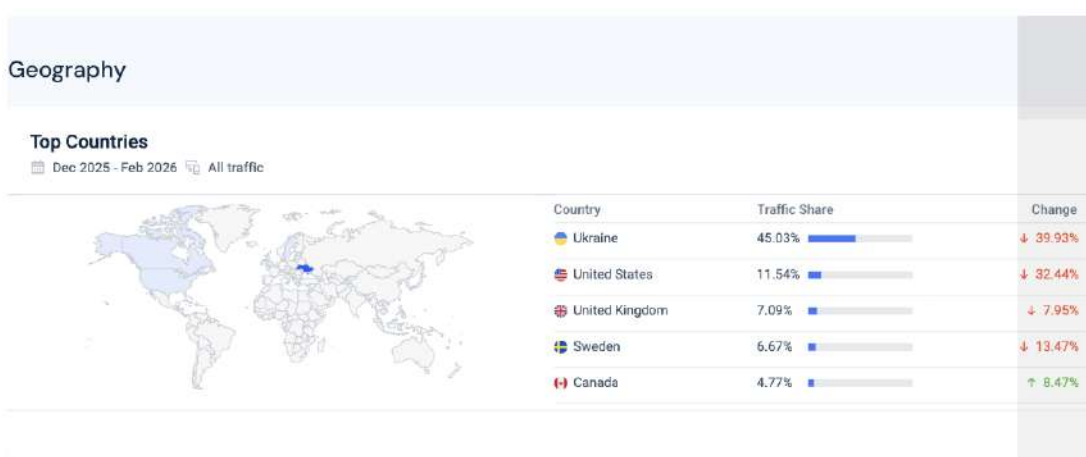 Geography
Top Countries
Dec 2025 - Feb 2026 All traffic
Country Traffic Share Change
Ukraine 45.03% ↓ 39.93%
United States 11.54% ↓ 32.44%
United Kingdom 7.09% ↓ 7.95%
Sweden 6.67% ↓ 13.47%
Canada 4.77% ↑ 8.47%